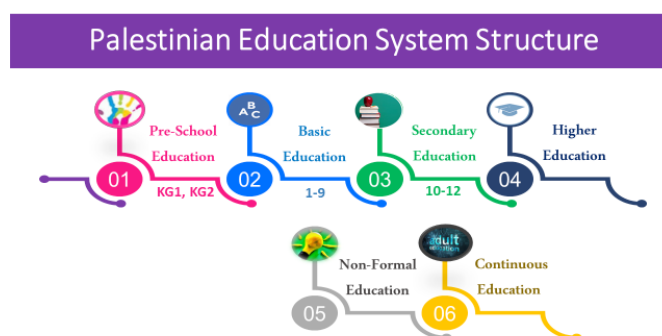 Palestinian Education System Structure
A B C
Pre-School
Education
01
KG1, KG2
Basic
Education
02
1-9
Secondary
Education
03
10-12
Higher
Education
04
Non-Formal
Education
05
Continuous
Education
06